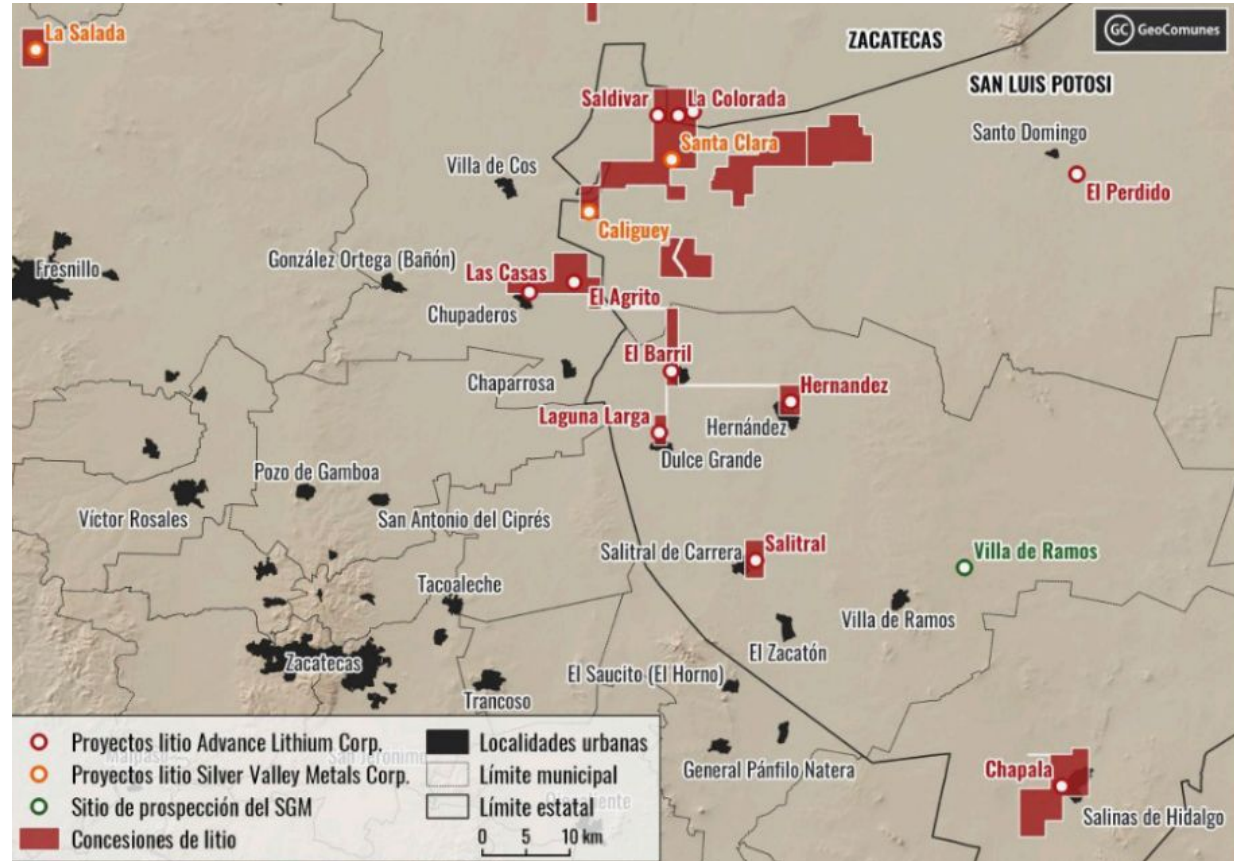 La Salada
ZACATECAS
GC GeoComunes
SAN LUIS POTOSI
Saldivar
La Colorada
Santo Domingo
Santa Clara
Villa de Cos
El Perdido
Caliguey
González Ortega (Bañón)
Fresnillo
Las Casas
El Agrito
Chupaderos
El Barril
Chaparrosa
Hernandez
Laguna Larga
Hernández
Dulce Grande
Pozo de Gamboa
Víctor Rosales
San Antonio del Ciprés
Salitral de Carrera
Salitral
Villa de Ramos
Tacoaleche
Villa de Ramos
El Zacatón
Zacatecas
El Saucito (El Horno)
Trancoso
General Pánfilo Natera
Chapala
Salinas de Hidalgo
Proyectos litio Advance Lithium Corp.
Proyectos litio Silver Valley Metals Corp.
Sitio de prospección del SGM
Concesiones de litio
Localidades urbanas
Límite municipal
Límite estatal
0 5 10 km
Malpaso
San Jerónimo